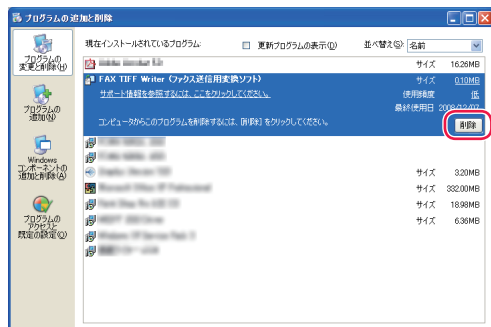 プログラムの追加と削除
現在インストールされているプログラム:
更新プログラムの表示(D)
並べ替え(S):
名前
プログラムの
変更と削除(H)
サイズ 16.26MB
FAX TIFF Writer (ファクス送信用変換ソフト)
サイズ 0.10MB
サポート情報を参照するには、ここをクリックしてください。
使用頻度 低
最終使用日 2008/12/07
コンピュータからこのプログラムを削除するには、[削除] をクリックしてください。
削除
プログラムの
追加(N)
Windows
コンポーネントの
追加と削除(A)
サイズ 3.20MB
サイズ 332.00MB
サイズ 18.98MB
サイズ 6.36MB
プログラムの
アクセスと
既定の設定(O)